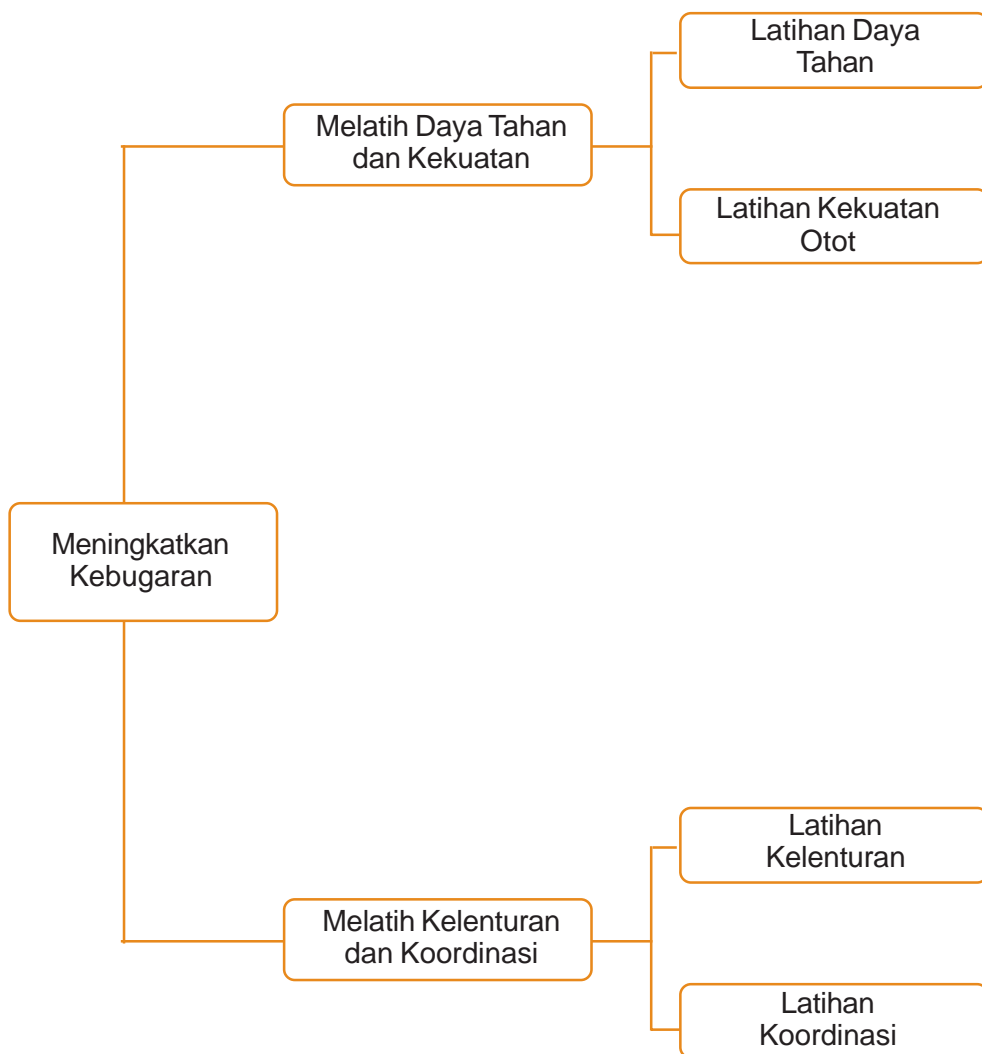 Latihan Daya
Tahan
Melatih Daya Tahan
dan Kekuatan
Latihan Kekuatan
Otot
Meningkatkan
Kebugaran
Latihan
Kelenturan
Melatih Kelenturan
dan Koordinasi
Latihan
Koordinasi